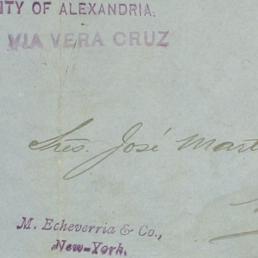 ITY OF ALEXANDRIA.
VIA VERA CRUZ
Sres. José Mart
M. Echeverria & Co.,
New-York.